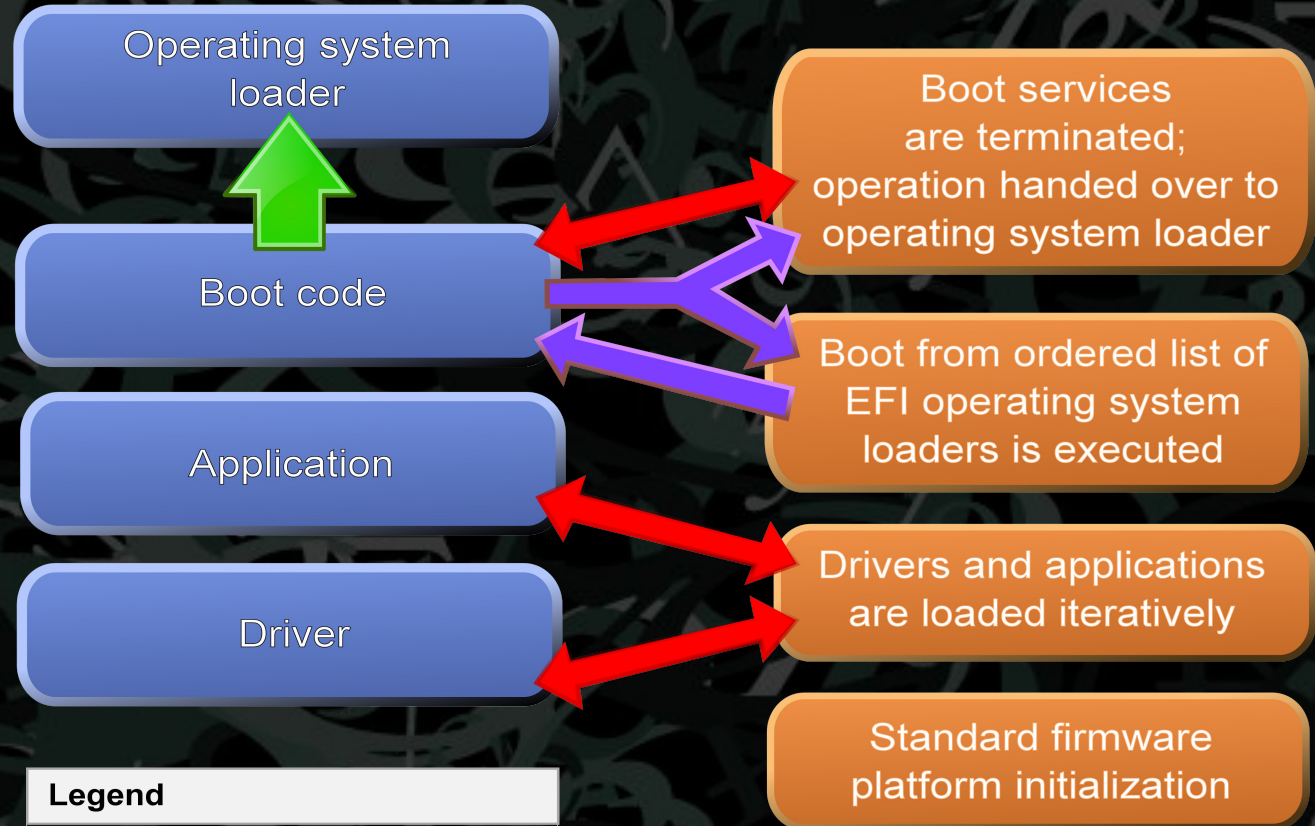 Operating system
loader
Boot code
Application
Driver
Legend
Boot services
are terminated;
operation handed over to
operating system loader
Boot from ordered list of
EFI operating system
loaders is executed
Drivers and applications
are loaded iteratively
Standard firmware
platform initialization